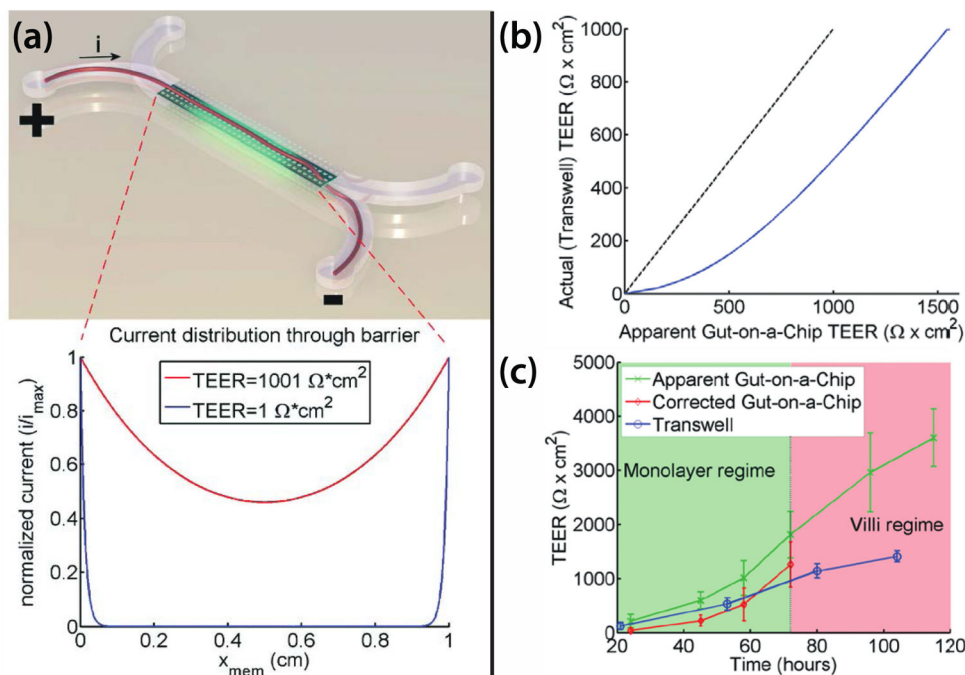 (a)
i
+
-
Current distribution through barrier
TEER=1001 Ω*cm²
TEER=1 Ω*cm²
normalized current (i/i_max)
1
0.8
0.6
0.4
0.2
0
0 0.2 0.4 0.6 0.8 1
x_mem (cm)
(b)
Actual (Transwell) TEER (Ω x cm²)
1000
800
600
400
200
0
0 500 1000 1500
Apparent Gut-on-a-Chip TEER (Ω x cm²)
(c)
TEER (Ω x cm²)
5000
4000
3000
2000
1000
0
Apparent Gut-on-a-Chip
Corrected Gut-on-a-Chip
Transwell
Monolayer regime
Villi regime
20 40 60 80 100 120
Time (hours)